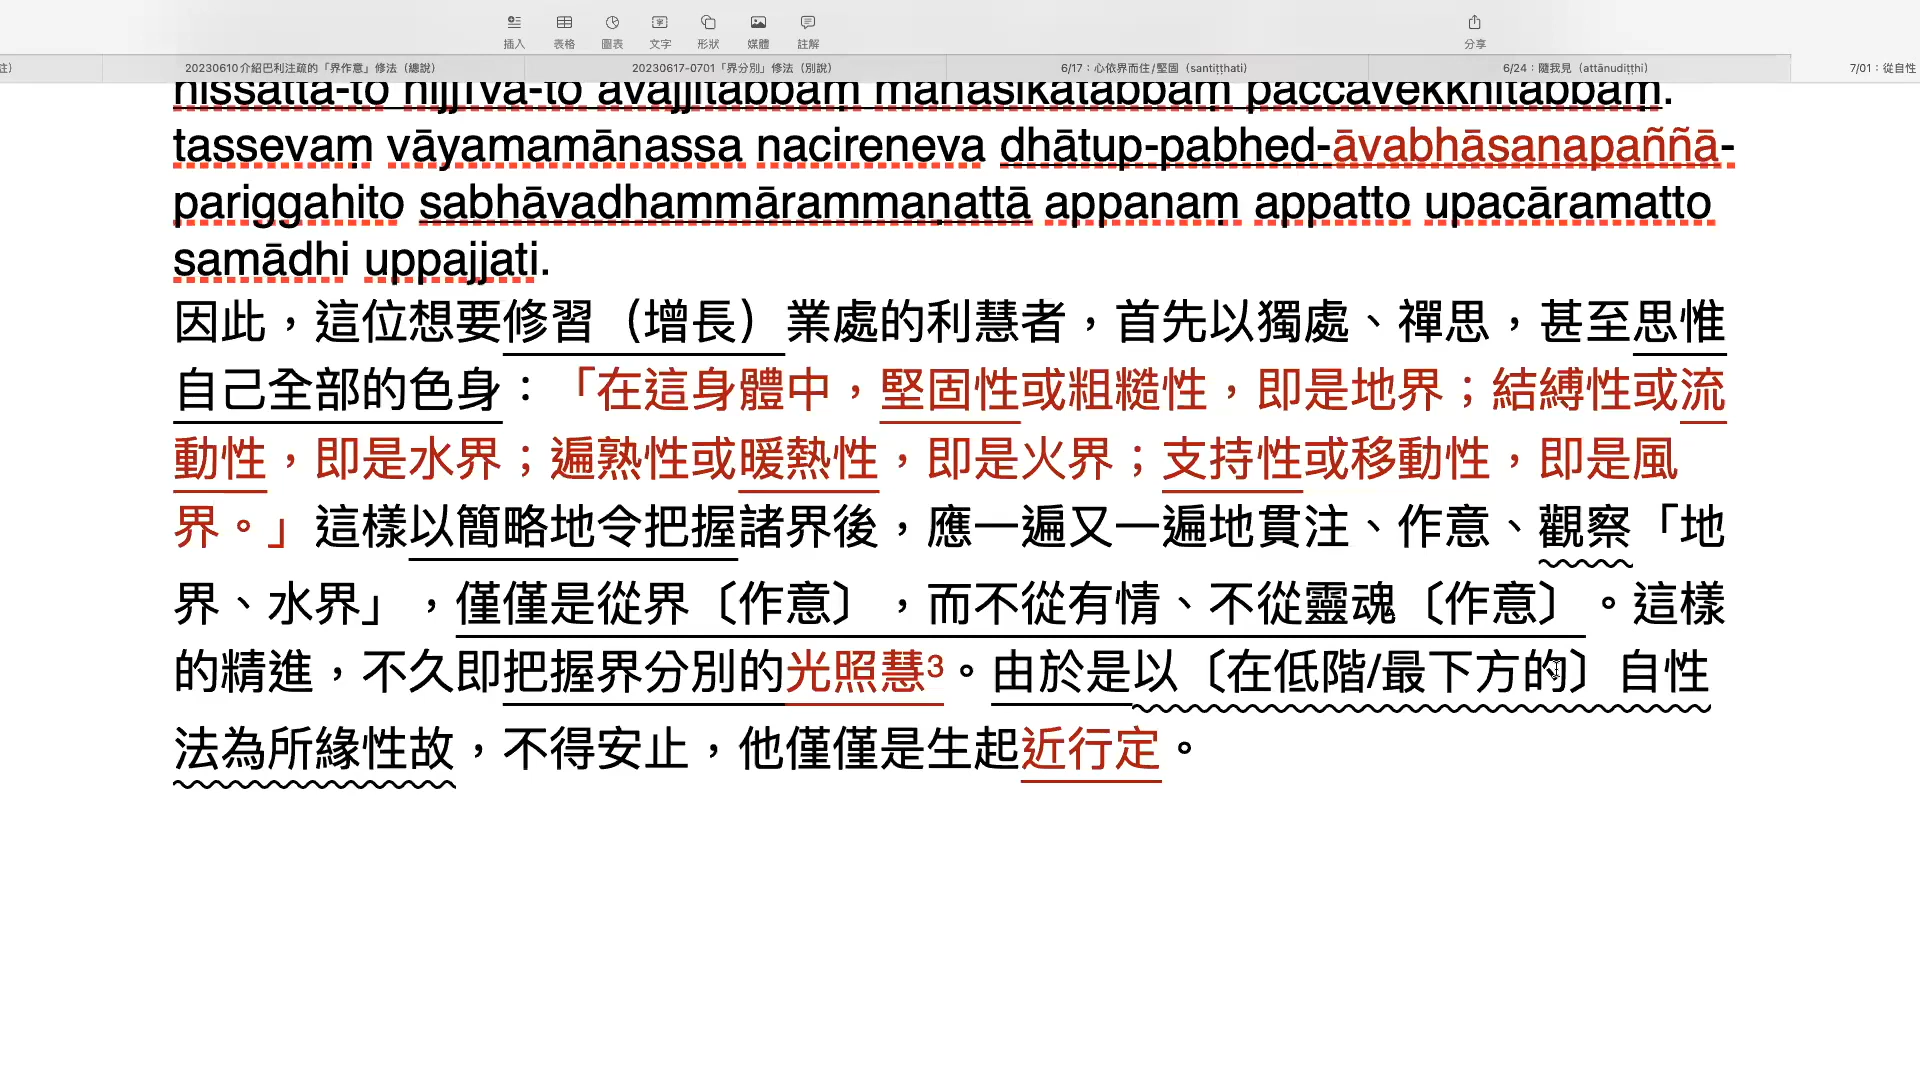 插入 表格 圖表 文字 形狀 媒體 註解 分享
註） 20230610介紹巴利注疏的「界作意」修法（總說） 20230617-0701「界分別」修法（別說） 6/17：心依界而住/堅固（santiṭṭhati） 6/24：隨我見（attānudiṭṭhi） 7/01：從自性
nissatta-to nijjīva-to āvajjitabbaṃ manasikātabbaṃ paccavekkhitabbaṃ.
tassevaṃ vāyamamānassa nacireneva dhātup-pabhed-āvabhāsanapaññā-
pariggahito sabhāvadhammārammaṇattā appanaṃ appatto upacāramatto
samādhi uppajjati.
因此，這位想要修習（增長）業處的利慧者，首先以獨處、禪思，甚至思惟
自己全部的色身：「在這身體中，堅固性或粗糙性，即是地界；結縛性或流
動性，即是水界；遍熟性或暖熱性，即是火界；支持性或移動性，即是風
界。」這樣以簡略地令把握諸界後，應一遍又一遍地貫注、作意、觀察「地
界、水界」，僅僅是從界〔作意〕，而不從有情、不從靈魂〔作意〕。這樣
的精進，不久即把握界分別的光照慧3。由於是以〔在低階/最下方的〕自性
法為所緣性故，不得安止，他僅僅是生起近行定。